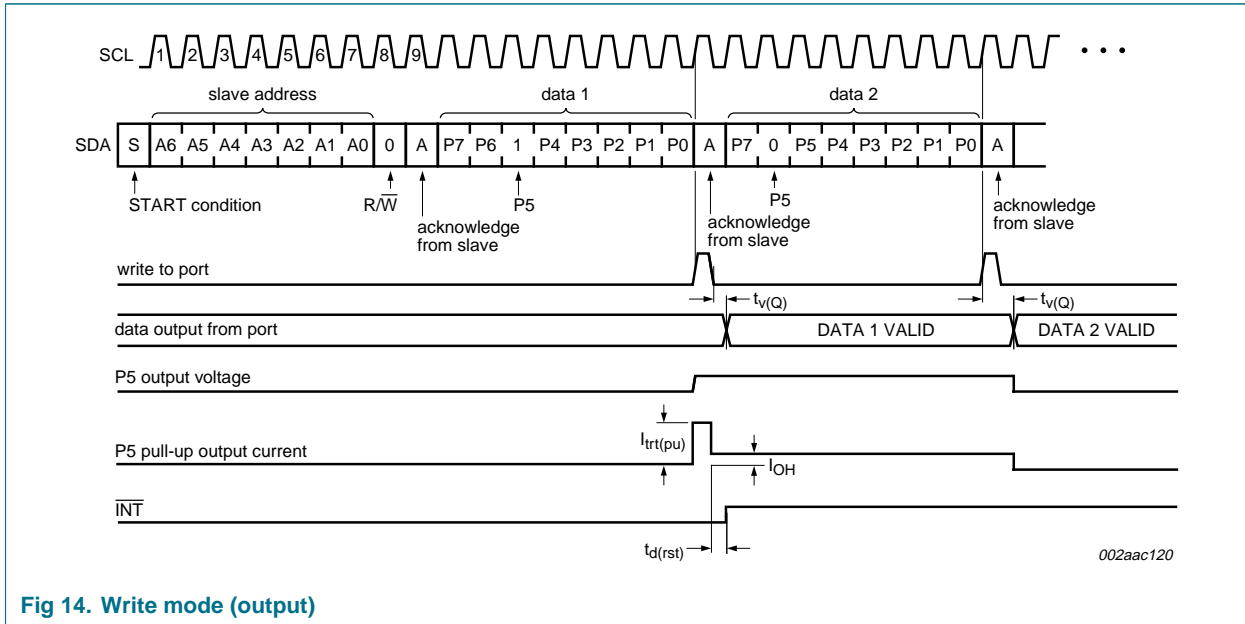 SCL 1 2 3 4 5 6 7 8 9
slave address data 1 data 2
SDA S A6 A5 A4 A3 A2 A1 A0 0 A P7 P6 1 P4 P3 P2 P1 P0 A P7 0 P5 P4 P3 P2 P1 P0 A
START condition R/W̅ P5 P5
acknowledge
from slave
acknowledge
from slave
acknowledge
from slave
write to port
tv(Q) tv(Q)
data output from port DATA 1 VALID DATA 2 VALID
P5 output voltage
Itrt(pu)
P5 pull-up output current
IOH
I̅N̅T̅
td(rst)
002aac120
Fig 14. Write mode (output)